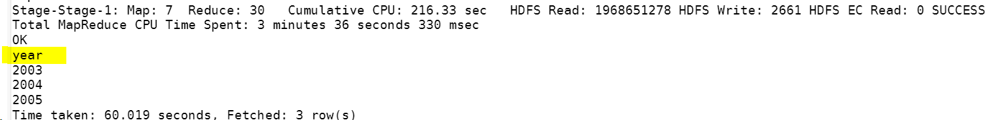 Stage-Stage-1: Map: 7  Reduce: 30   Cumulative CPU: 216.33 sec   HDFS Read: 1968651278 HDFS Write: 2661 HDFS EC Read: 0 SUCCESS
Total MapReduce CPU Time Spent: 3 minutes 36 seconds 330 msec
OK
year
2003
2004
2005
Time taken: 60.019 seconds, Fetched: 3 row(s)